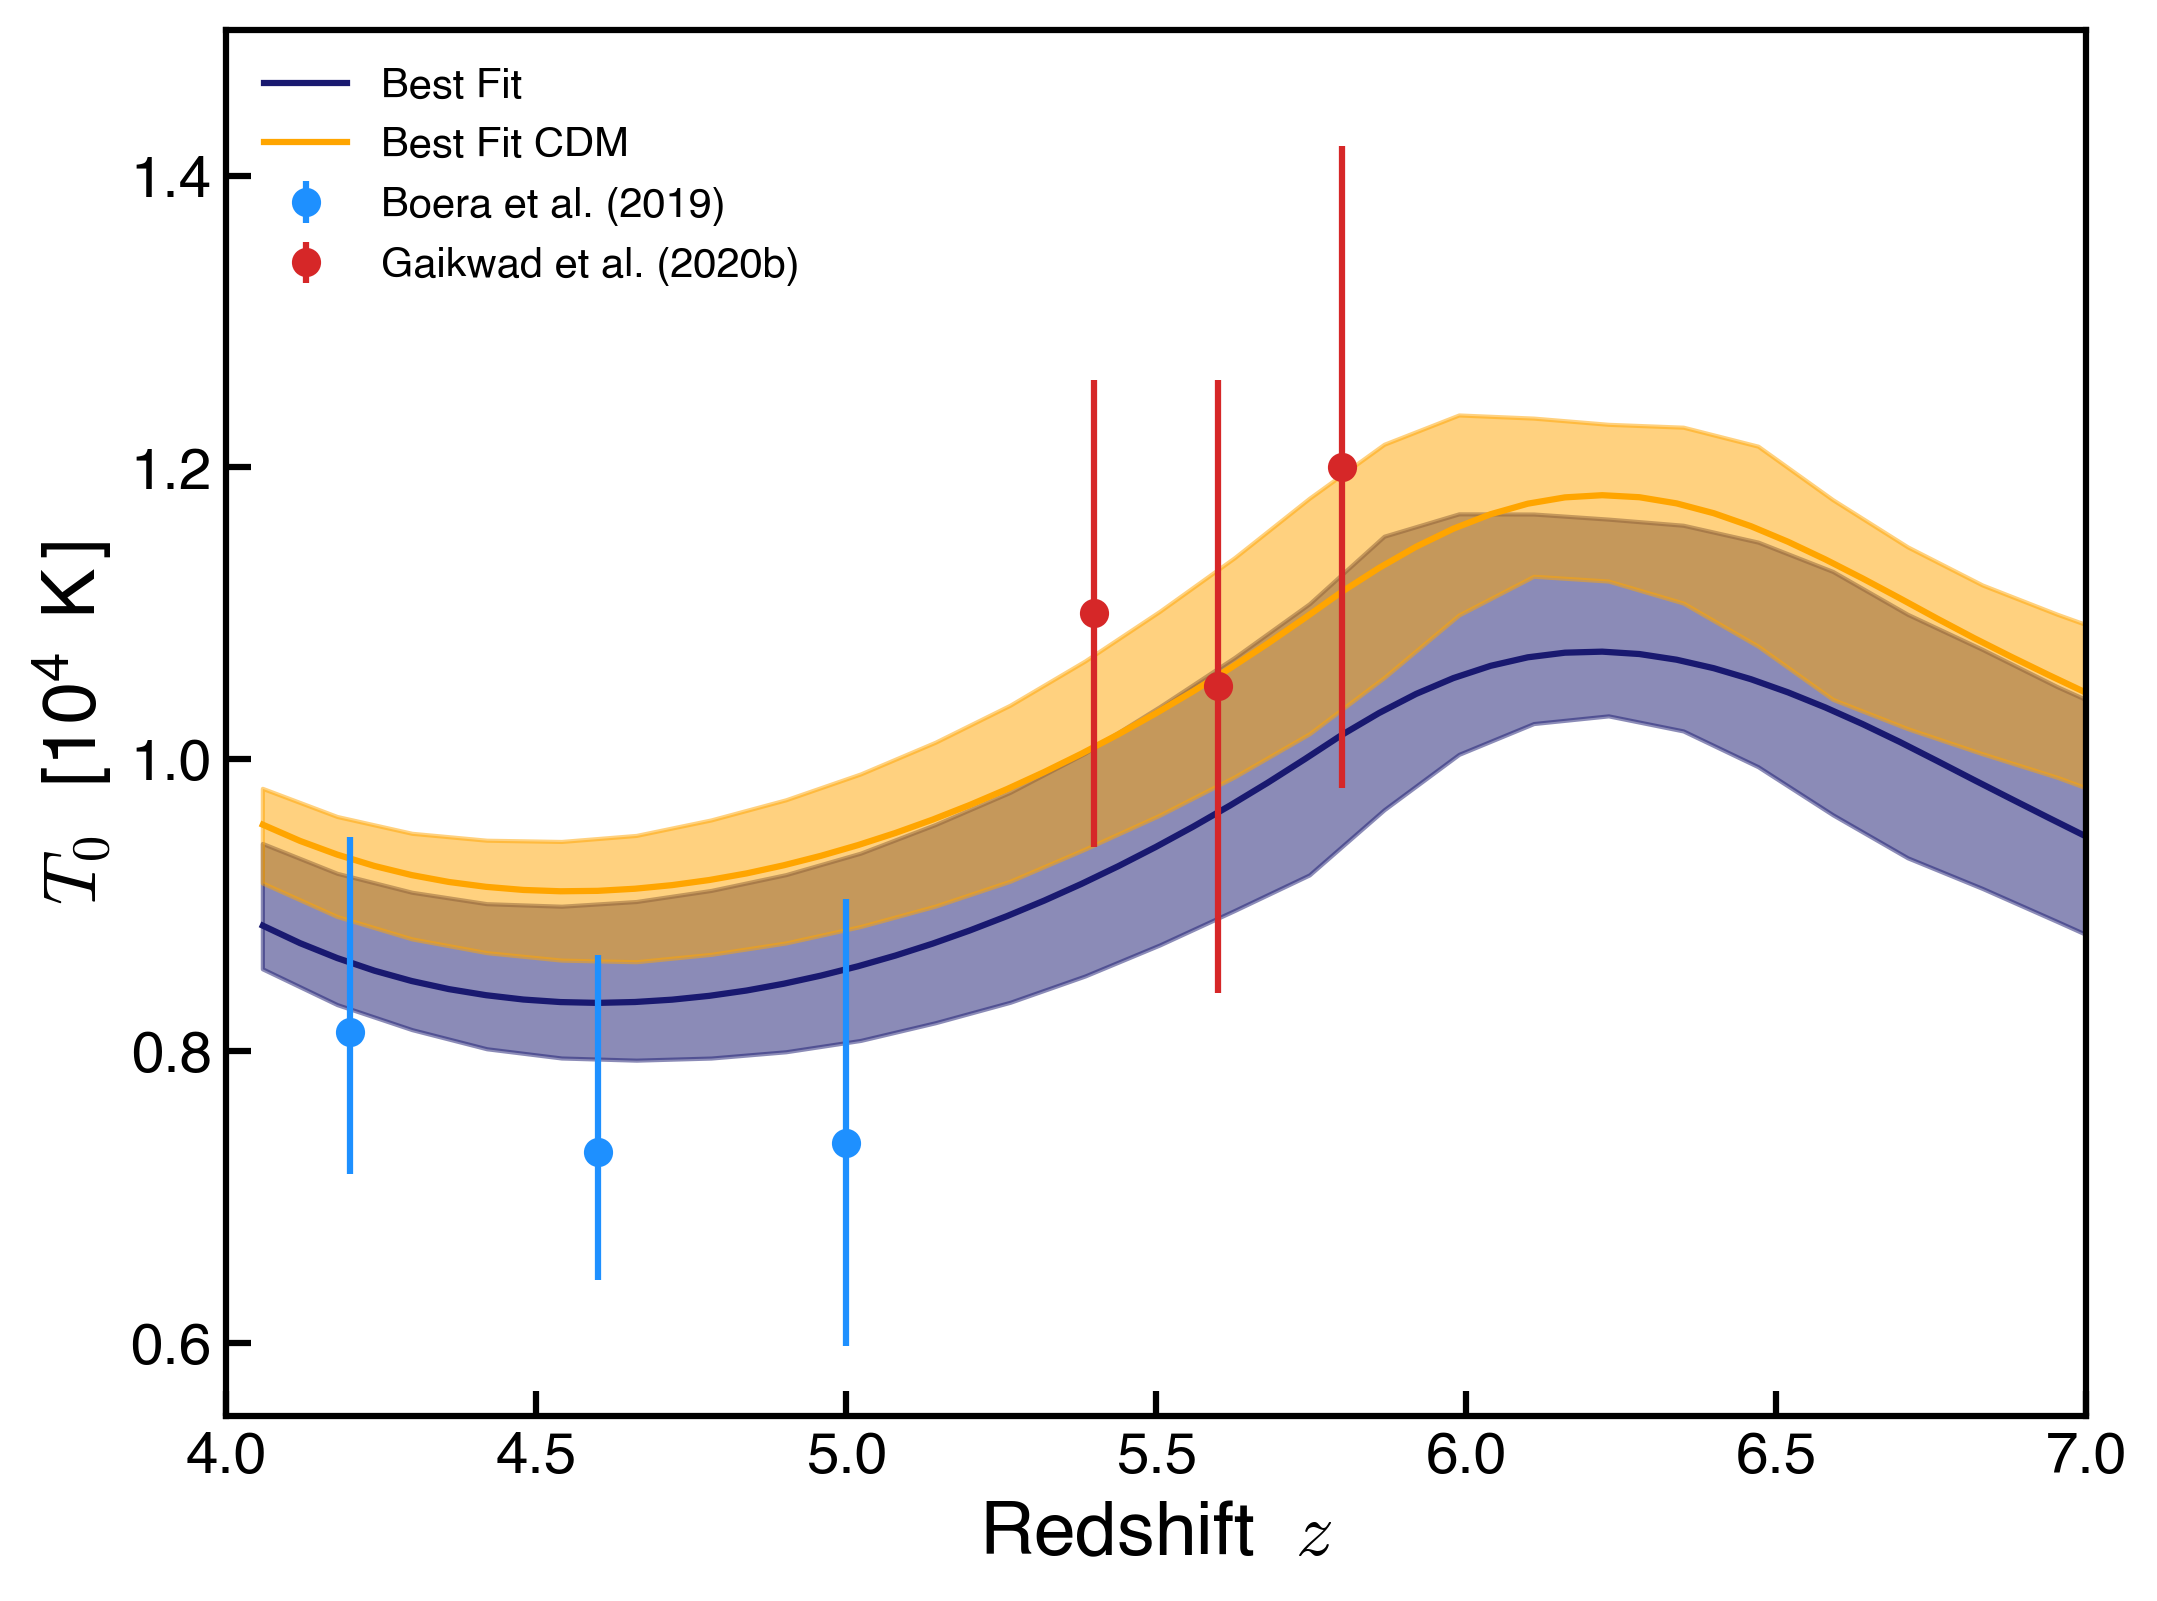 Best Fit
Best Fit CDM
Boera et al. (2019)
Gaikwad et al. (2020b)
1.4
1.2
1.0
0.8
0.6
T₀ [10⁴ K]
4.0 4.5 5.0 5.5 6.0 6.5 7.0
Redshift z